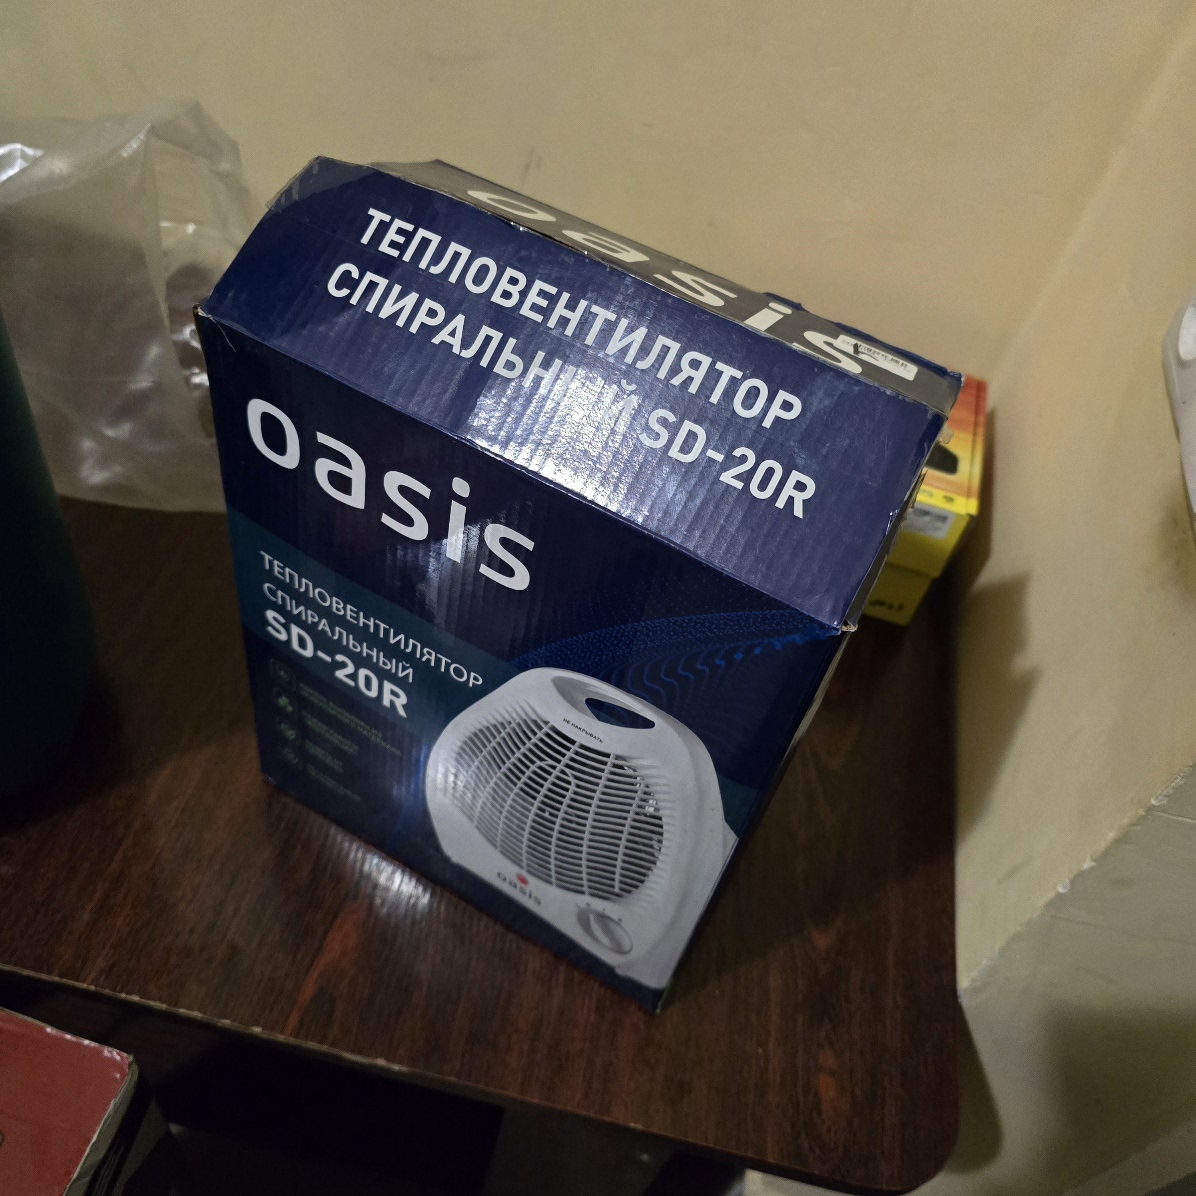 oasis
ТЕПЛОВЕНТИЛЯТОР
СПИРАЛЬНЫЙ SD-20R
oasis
ТЕПЛОВЕНТИЛЯТОР
СПИРАЛЬНЫЙ
SD-20R
НЕ НАКРЫВАТЬ
oasis